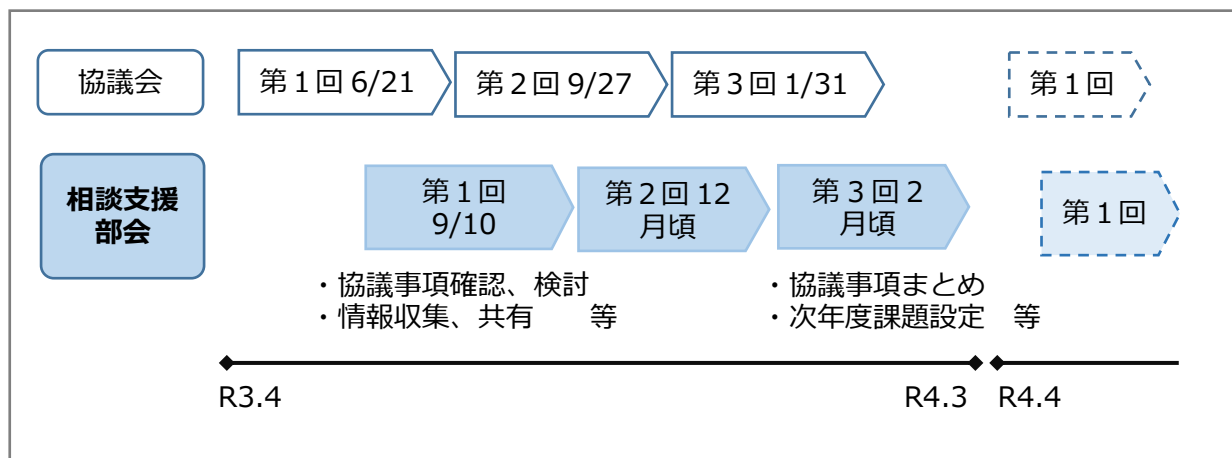 協議会
第１回 6/21
第２回 9/27
第３回 1/31
第１回
相談支援
部会
第１回
9/10
第２回 12
月頃
第３回 2
月頃
第１回
・協議事項確認、検討
・情報収集、共有　　等
・協議事項まとめ
・次年度課題設定　等
R3.4
R4.3
R4.4